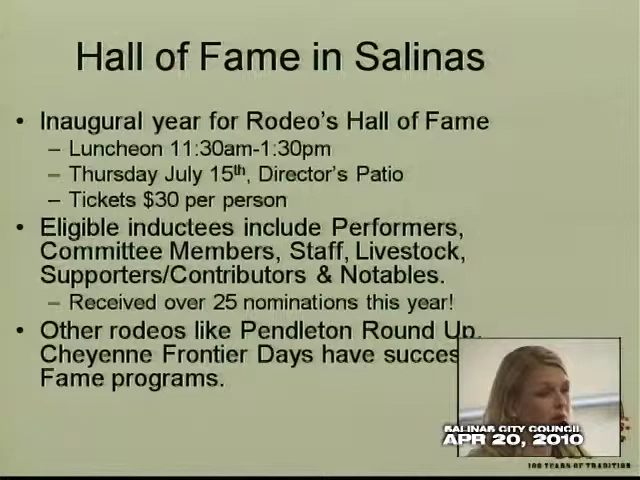 Hall of Fame in Salinas
• Inaugural year for Rodeo's Hall of Fame
– Luncheon 11:30am-1:30pm
– Thursday July 15th, Director's Patio
– Tickets $30 per person
• Eligible inductees include Performers,
Committee Members, Staff, Livestock,
Supporters/Contributors & Notables.
– Received over 25 nominations this year!
• Other rodeos like Pendleton Round Up,
Cheyenne Frontier Days have succes
Fame programs.
SALINAS CITY COUNCIL
APR 20, 2010
100 YEARS OF TRADITION